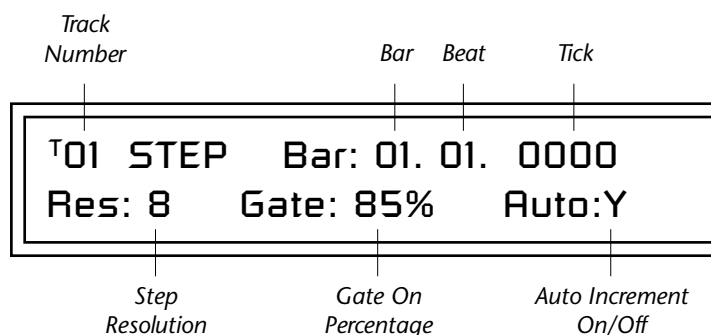 Track
Number
Bar
Beat
Tick
T01 STEP Bar: 01. 01. 0000
Res: 8 Gate: 85% Auto:Y
Step
Resolution
Gate On
Percentage
Auto Increment
On/Off